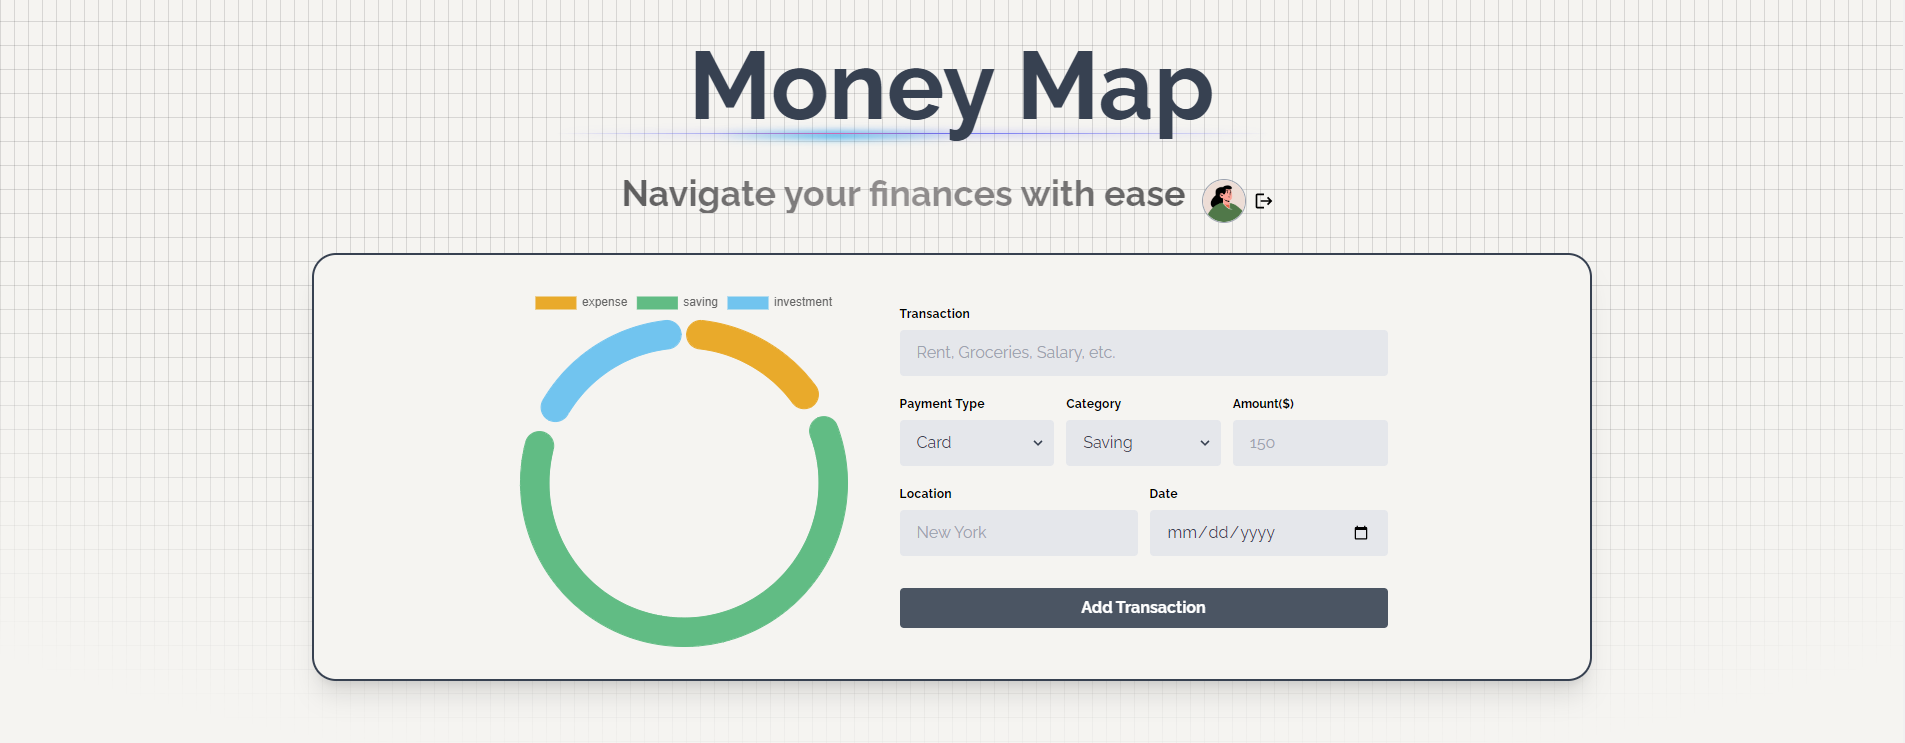 Money Map
Navigate your finances with ease
expense saving investment
Transaction
Rent, Groceries, Salary, etc.
Payment Type Category Amount($)
Card Saving 150
Location Date
New York mm/dd/yyyy
Add Transaction